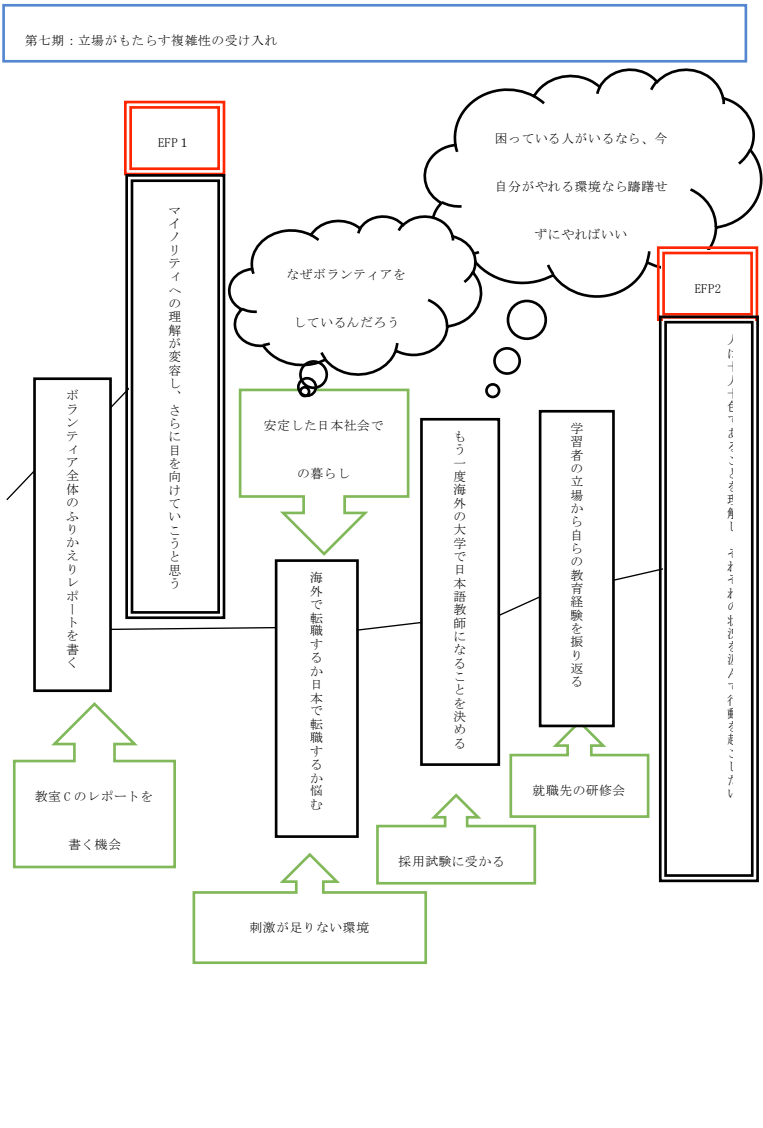 第七期：立場がもたらす複雑性の受け入れ
困っている人がいるなら、今
自分がやれる環境なら躊躇せ
ずにやればいい
EFP 1
マイノリティへの理解が変容し、さらに目を向けていこうと思う
なぜボランティアを
しているんだろう
EFP2
人は十人十色であることを理解し、それぞれの状況を汲んで行動を起こしたい
ボランティア全体のふりかえりレポートを書く
安定した日本社会で
の暮らし
もう一度海外の大学で日本語教師になることを決める
学習者の立場から自らの教育経験を振り返る
海外で転職するか日本で転職するか悩む
教室 C のレポートを
書く機会
就職先の研修会
採用試験に受かる
刺激が足りない環境